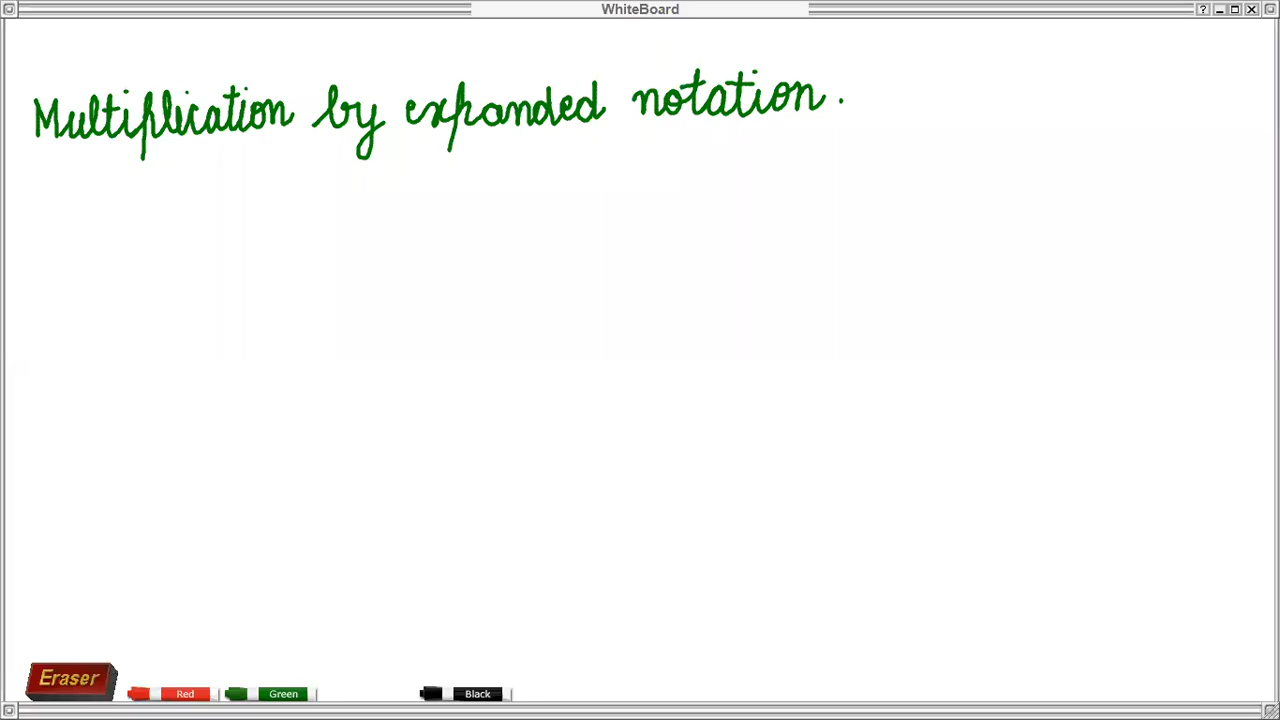 WhiteBoard
Multiplication by expanded notation.
Eraser
Red
Green
Black